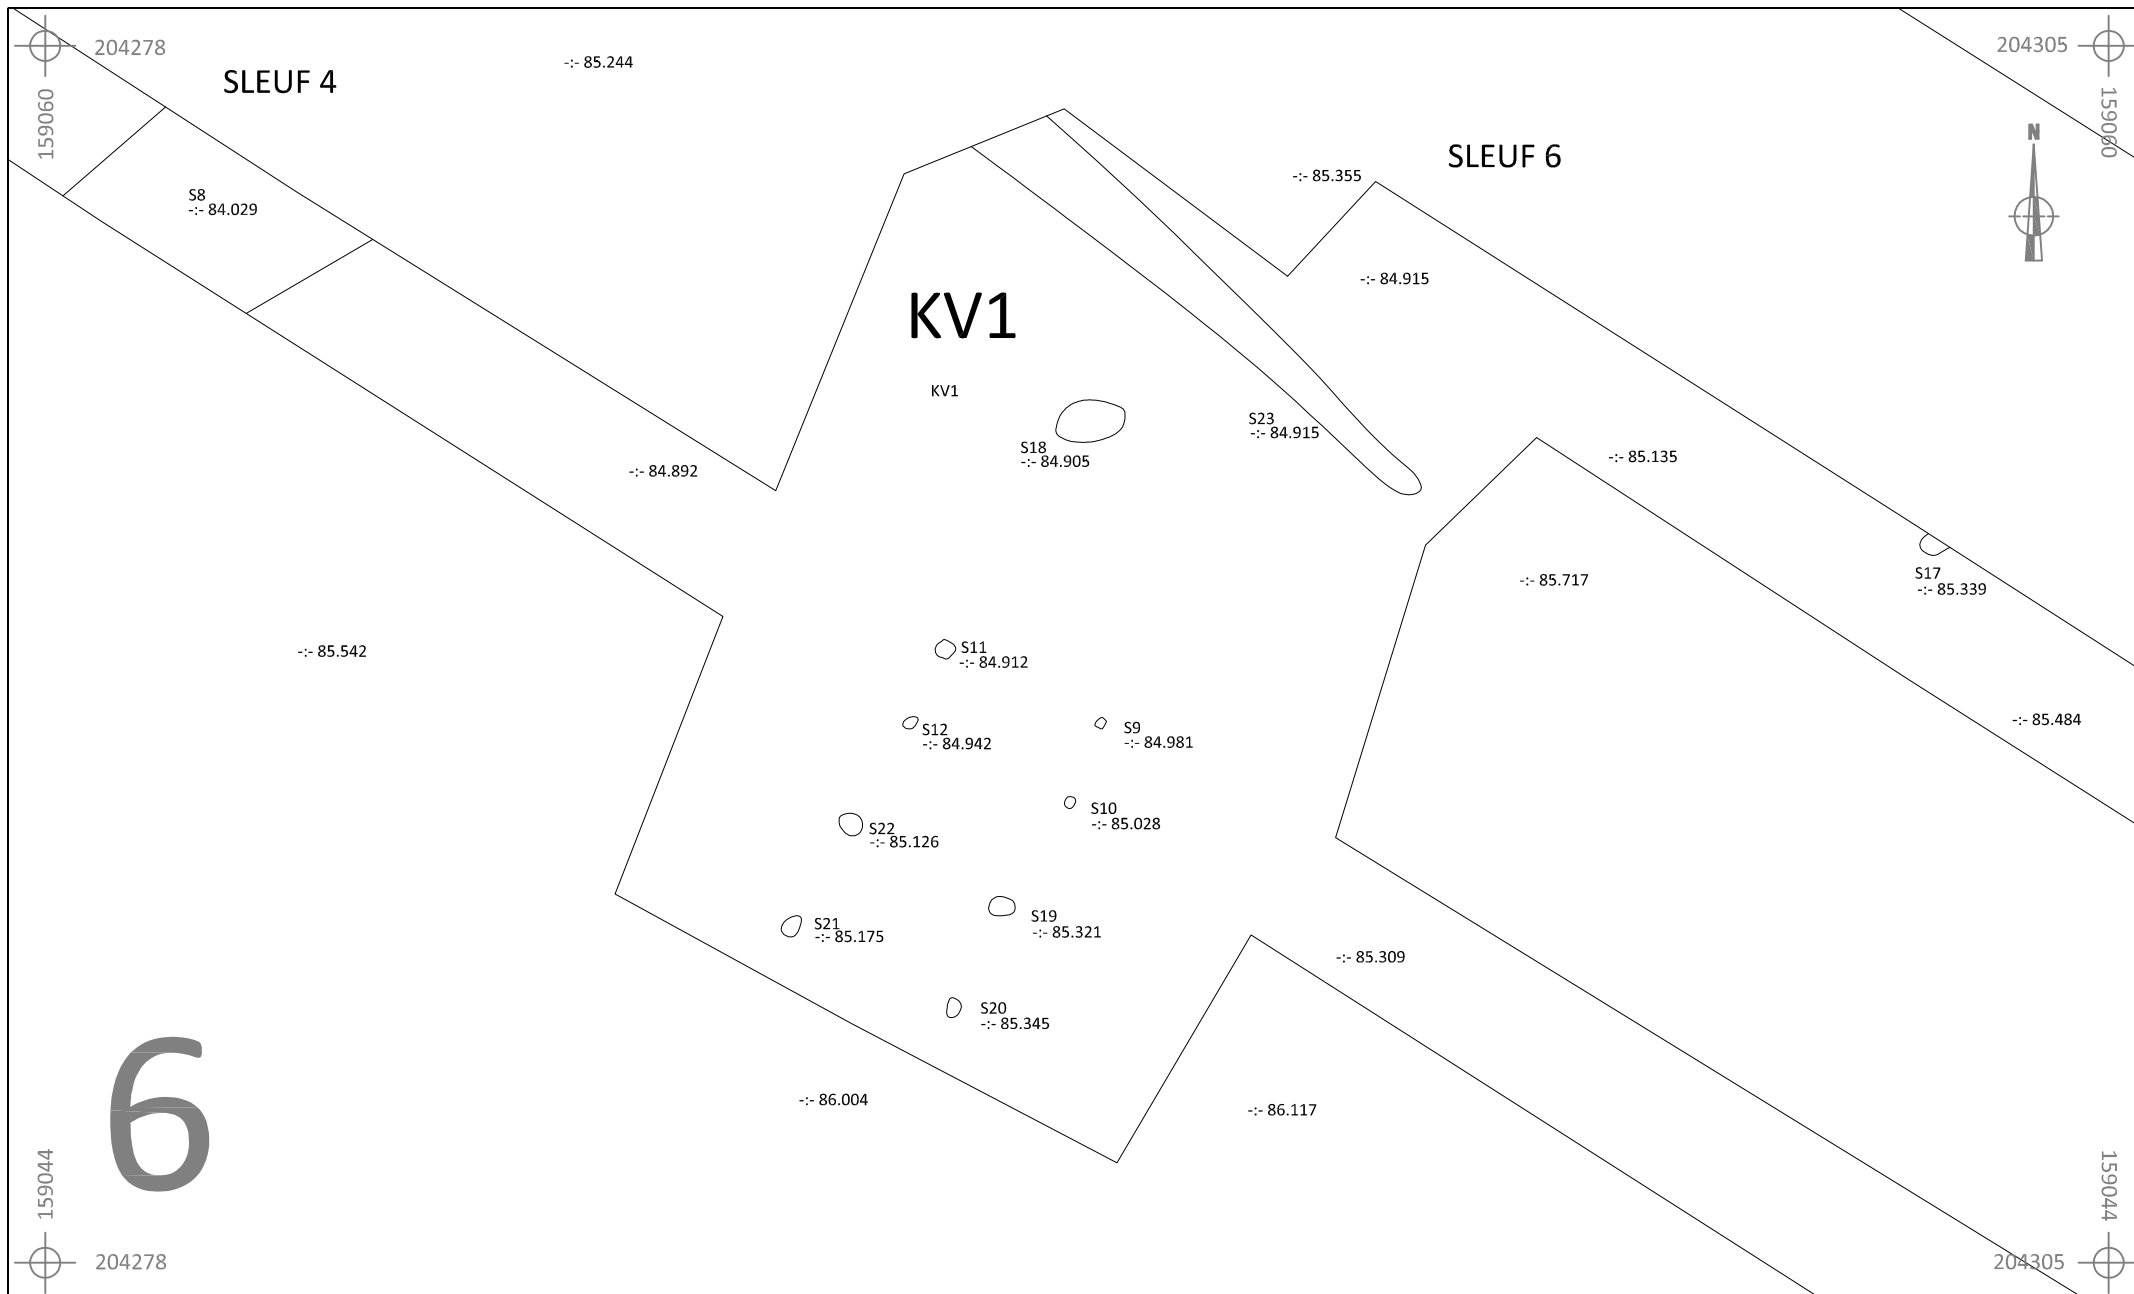 204278
204305
159060
159060
SLEUF 4
-:- 85.244
SLEUF 6
N
-:- 85.355
S8
-:- 84.029
-:- 84.915
KV1
KV1
S23
-:- 84.915
S18
-:- 84.905
-:- 84.892
-:- 85.135
-:- 85.717
S17
-:- 85.339
S11
-:- 84.912
-:- 85.542
S12
-:- 84.942
S9
-:- 84.981
-:- 85.484
S10
-:- 85.028
S22
-:- 85.126
S21
-:- 85.175
S19
-:- 85.321
-:- 85.309
S20
-:- 85.345
-:- 86.004
-:- 86.117
6
159044
159044
204278
204305